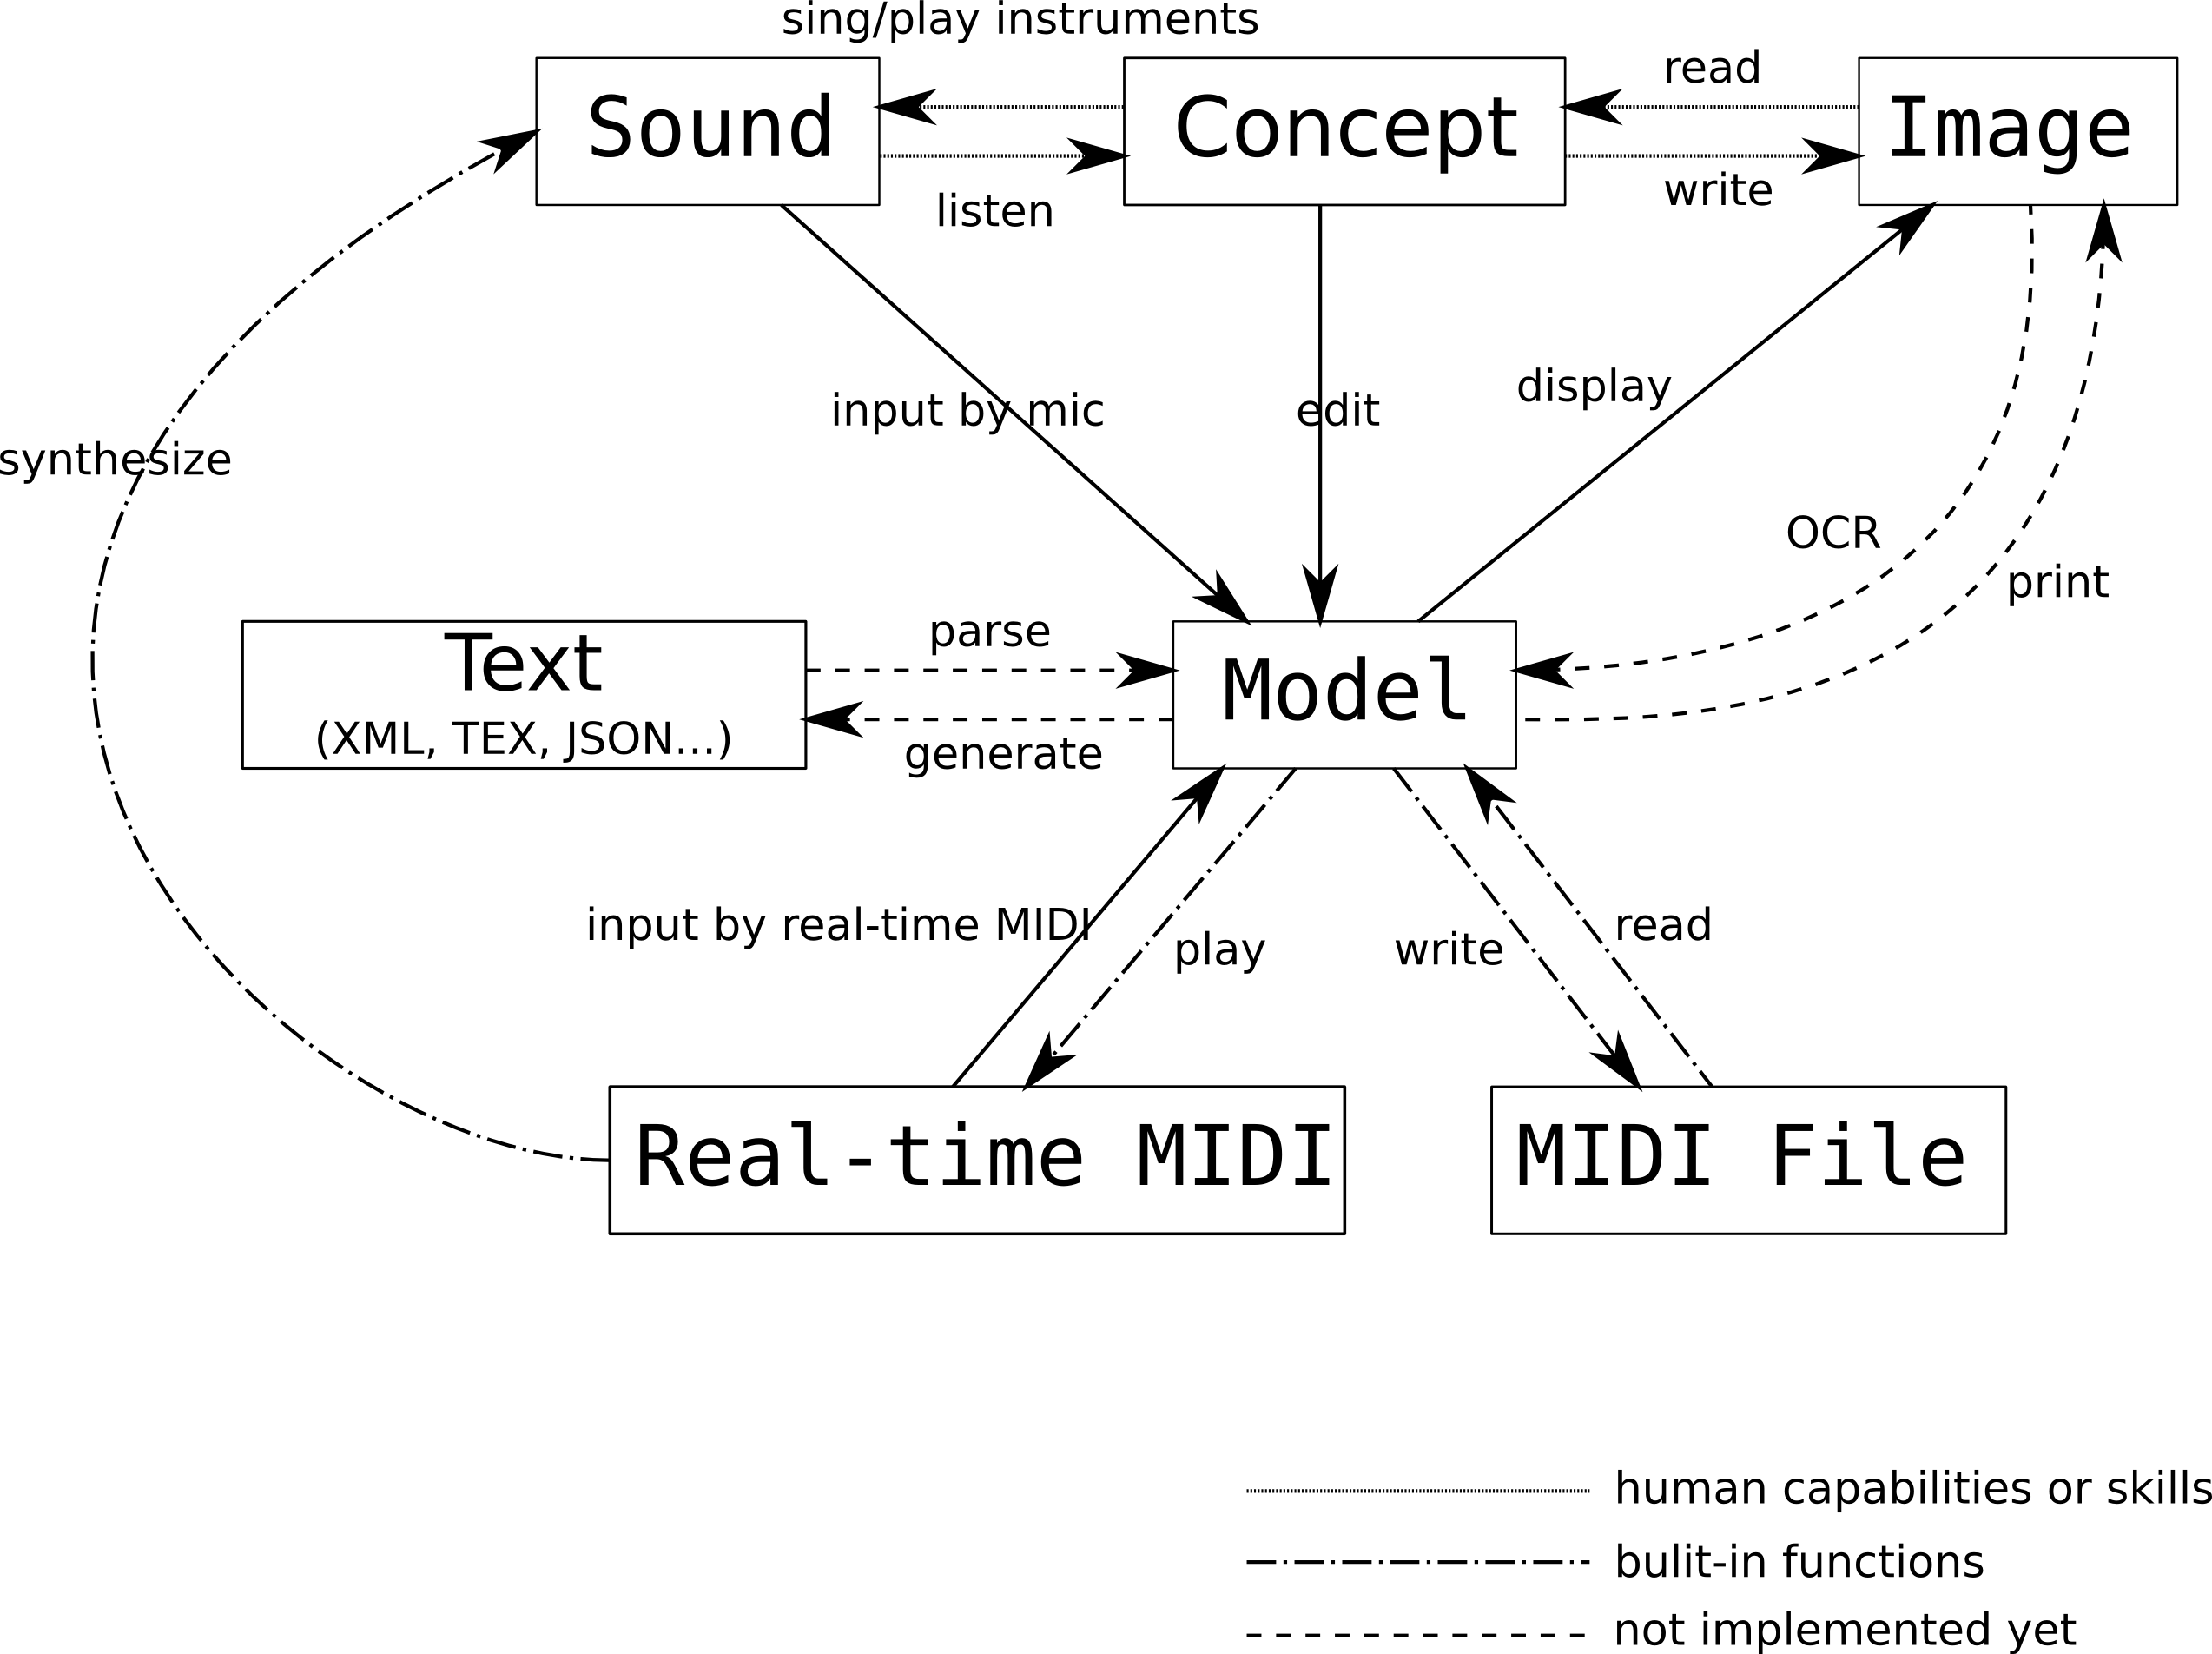 sing/play instruments
Sound
Concept
read
Image
listen
write
display
input by mic
edit
synthesize
OCR
print
parse
Text
(XML, TEX, JSON...)
Model
generate
input by real-time MIDI
play
write
read
Real-time MIDI
MIDI File
human capabilities or skills
bulit-in functions
not implemented yet